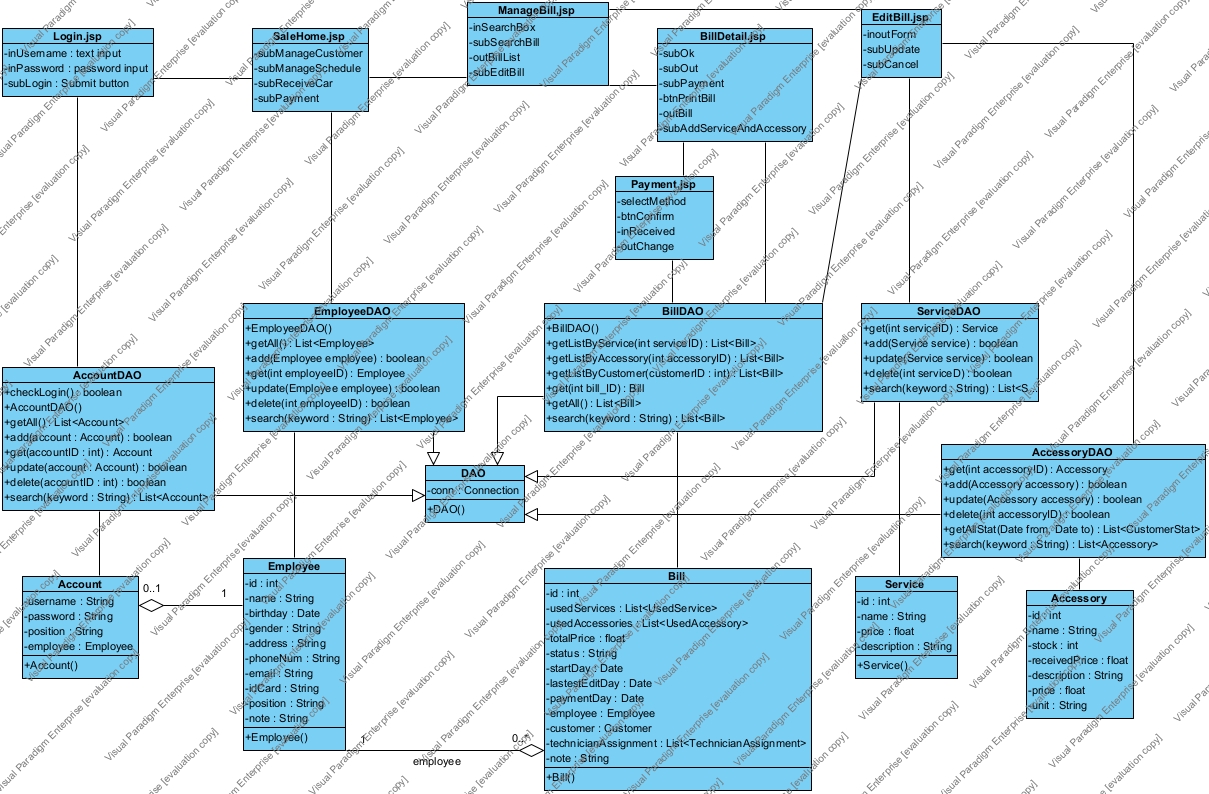 Login.jsp
-inUsername : text input
-inPassword : password input
-subLogin : Submit button
SaleHome.jsp
-subManageCustomer
-subManageSchedule
-subReceiveCar
-subPayment
ManageBill.jsp
-inSearchBox
-subSearchBill
-outBillList
-subEditBill
BillDetail.jsp
-subOk
-subOut
-subPayment
-btnPrintBill
-outBill
-subAddServiceAndAccessory
EditBill.jsp
-inoutForm
-subUpdate
-subCancel
Payment.jsp
-selectMethod
-btnConfirm
-inReceived
-outChange
AccountDAO
+checkLogin() : boolean
+AccountDAO()
+getAll() : List<Account>
+add(account : Account) : boolean
+get(accountID : int) : Account
+update(account : Account) : boolean
+delete(accountID : int) : boolean
+search(keyword : String) : List<Account>
EmployeeDAO
+EmployeeDAO()
+getAll() : List<Employee>
+add(Employee employee) : boolean
+get(int employeeID) : Employee
+update(Employee employee) : boolean
+delete(int employeeID) : boolean
+search(keyword : String) : List<Employee>
BillDAO
+BillDAO()
+getListByService(int serviceID) : List<Bill>
+getListByAccessory(int accessoryID) : List<Bill>
+getListByCustomer(customerID : int) : List<Bill>
+get(int bill_ID) : Bill
+getAll() : List<Bill>
+search(keyword : String) : List<Bill>
ServiceDAO
+get(int serviceID) : Service
+add(Service service) : boolean
+update(Service service) : boolean
+delete(int serviceID) : boolean
+search(keyword : String) : List<S...
DAO
-conn : Connection
+DAO()
AccessoryDAO
+get(int accessoryID) : Accessory
+add(Accessory accessory) : boolean
+update(Accessory accessory) : boolean
+delete(int accessoryID) : boolean
+getAllStat(Date from, Date to) : List<CustomerStat>
+search(keyword : String) : List<Accessory>
Account
-username : String
-password : String
-position : String
-employee : Employee
+Account()
0..1
1
Employee
-id : int
-name : String
-birthday : Date
-gender : String
-address : String
-phoneNum : String
-email : String
-idCard : String
-position : String
-note : String
+Employee()
1
employee
0..*
Bill
-id : int
-usedServices : List<UsedService>
-usedAccessories : List<UsedAccessory>
-totalPrice : float
-status : String
-startDay : Date
-lastestEditDay : Date
-paymentDay : Date
-employee : Employee
-customer : Customer
-technicianAssignment : List<TechnicianAssignment>
-note : String
+Bill()
Service
-id : int
-name : String
-price : float
-description : String
+Service()
Accessory
-id : int
-name : String
-stock : int
-receivedPrice : float
-description : String
-price : float
-unit : String
Visual Paradigm Enterprise [evaluation copy]